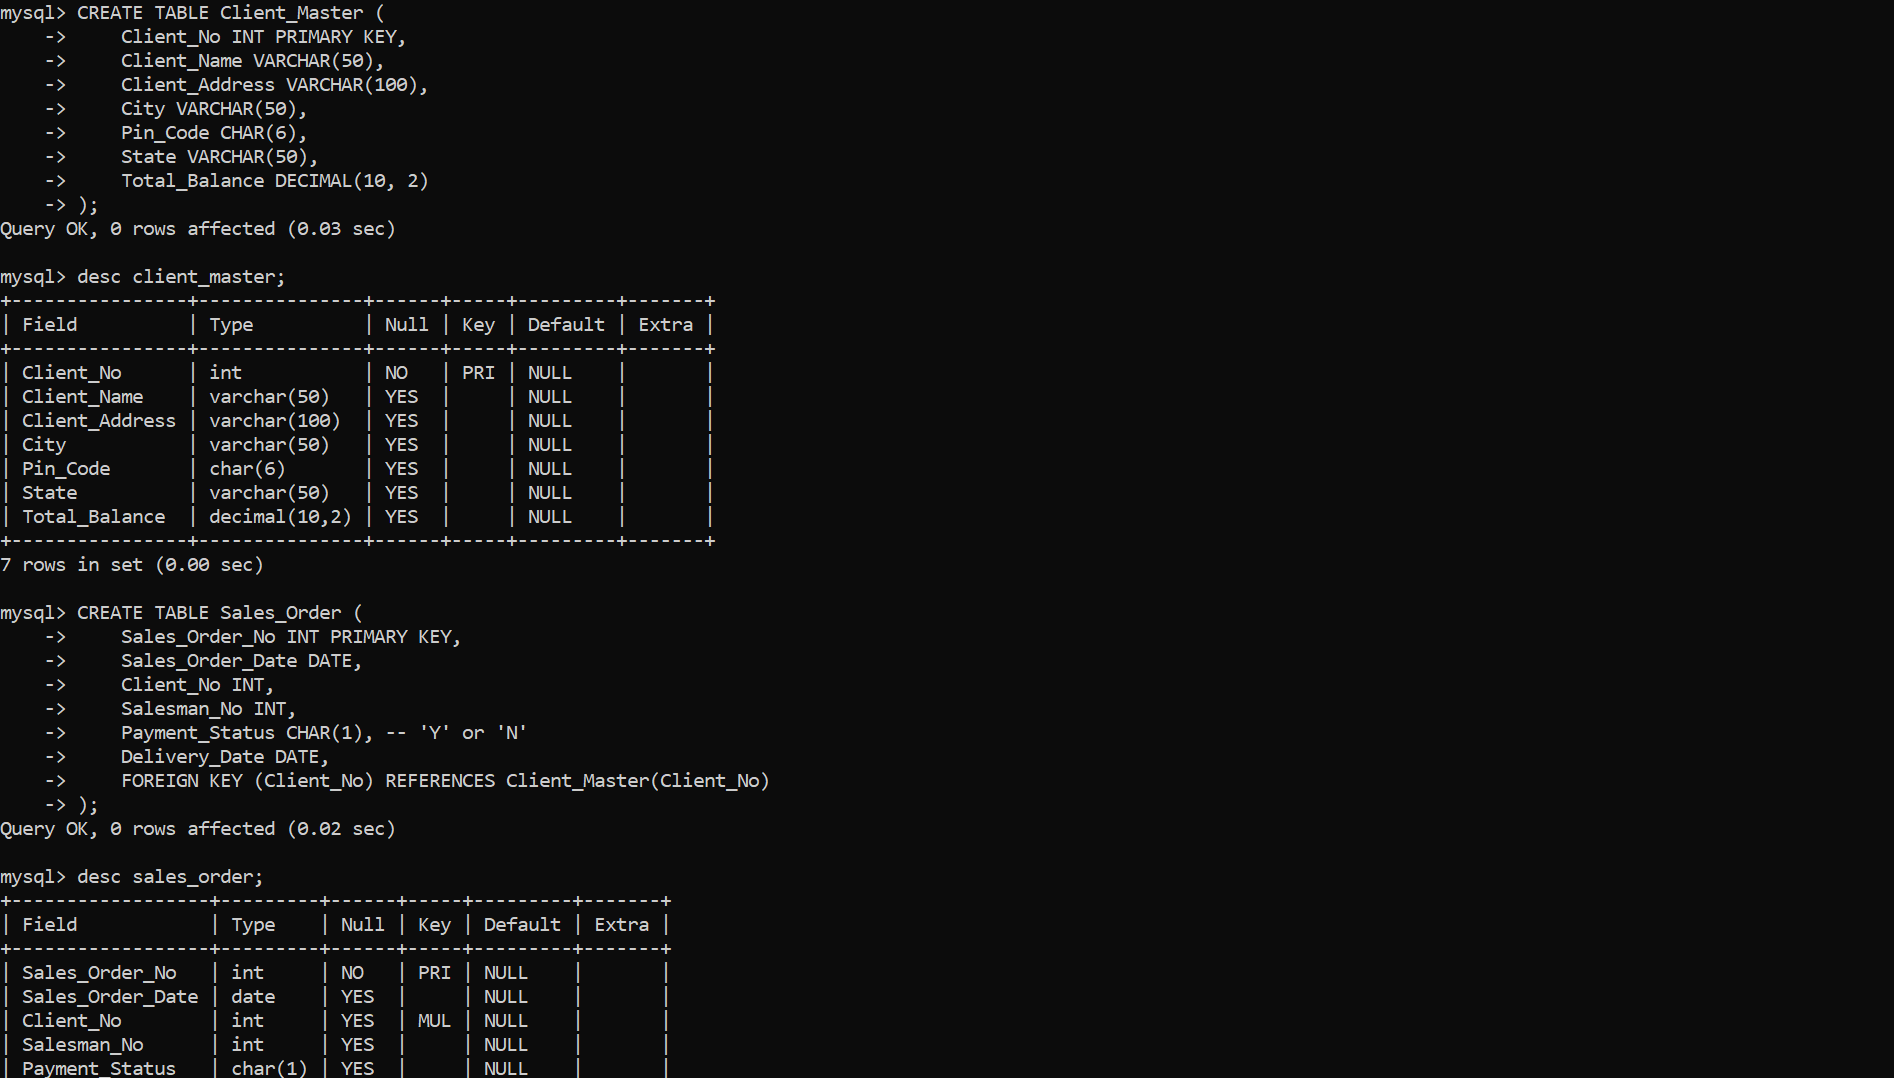 mysql> CREATE TABLE Client_Master (
    ->     Client_No INT PRIMARY KEY,
    ->     Client_Name VARCHAR(50),
    ->     Client_Address VARCHAR(100),
    ->     City VARCHAR(50),
    ->     Pin_Code CHAR(6),
    ->     State VARCHAR(50),
    ->     Total_Balance DECIMAL(10, 2)
    -> );
Query OK, 0 rows affected (0.03 sec)

mysql> desc client_master;
+----------------+---------------+------+-----+---------+-------+
| Field          | Type          | Null | Key | Default | Extra |
+----------------+---------------+------+-----+---------+-------+
| Client_No      | int           | NO   | PRI | NULL    |       |
| Client_Name    | varchar(50)   | YES  |     | NULL    |       |
| Client_Address | varchar(100)  | YES  |     | NULL    |       |
| City           | varchar(50)   | YES  |     | NULL    |       |
| Pin_Code       | char(6)       | YES  |     | NULL    |       |
| State          | varchar(50)   | YES  |     | NULL    |       |
| Total_Balance  | decimal(10,2) | YES  |     | NULL    |       |
+----------------+---------------+------+-----+---------+-------+
7 rows in set (0.00 sec)

mysql> CREATE TABLE Sales_Order (
    ->     Sales_Order_No INT PRIMARY KEY,
    ->     Sales_Order_Date DATE,
    ->     Client_No INT,
    ->     Salesman_No INT,
    ->     Payment_Status CHAR(1), -- 'Y' or 'N'
    ->     Delivery_Date DATE,
    ->     FOREIGN KEY (Client_No) REFERENCES Client_Master(Client_No)
    -> );
Query OK, 0 rows affected (0.02 sec)

mysql> desc sales_order;
+------------------+---------+------+-----+---------+-------+
| Field            | Type    | Null | Key | Default | Extra |
+------------------+---------+------+-----+---------+-------+
| Sales_Order_No   | int     | NO   | PRI | NULL    |       |
| Sales_Order_Date | date    | YES  |     | NULL    |       |
| Client_No        | int     | YES  | MUL | NULL    |       |
| Salesman_No      | int     | YES  |     | NULL    |       |
| Payment_Status   | char(1) | YES  |     | NULL    |       |